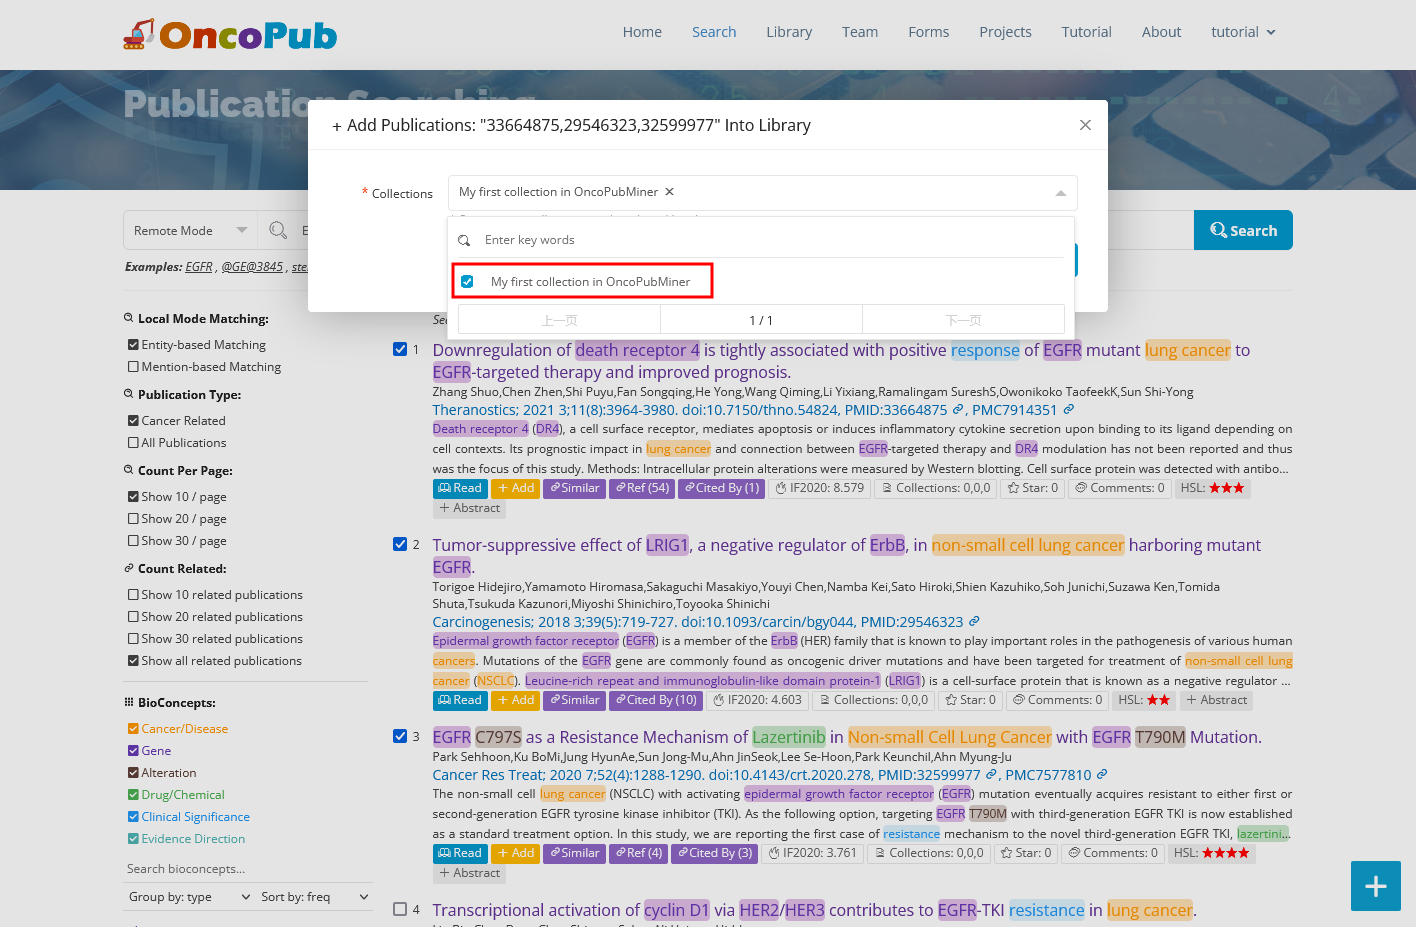 OncoPub
Home Search Library Team Forms Projects Tutorial About tutorial
Publication Searching
+ Add Publications: "33664875,29546323,32599977" Into Library
* Collections
My first collection in OncoPubMiner ×
Enter key words
My first collection in OncoPubMiner
上一页 1 / 1 下一页
Remote Mode
Search
Examples: EGFR , @GE@3845 ,
Local Mode Matching:
Entity-based Matching
Mention-based Matching
Publication Type:
Cancer Related
All Publications
Count Per Page:
Show 10 / page
Show 20 / page
Show 30 / page
Count Related:
Show 10 related publications
Show 20 related publications
Show 30 related publications
Show all related publications
BioConcepts:
Cancer/Disease
Gene
Alteration
Drug/Chemical
Clinical Significance
Evidence Direction
Search bioconcepts...
Group by: type Sort by: freq
1 Downregulation of death receptor 4 is tightly associated with positive response of EGFR mutant lung cancer to
EGFR-targeted therapy and improved prognosis.
Zhang Shuo,Chen Zhen,Shi Puyu,Fan Songqing,He Yong,Wang Qiming,Li Yixiang,Ramalingam SureshS,Owonikoko TaofeekK,Sun Shi-Yong
Theranostics; 2021 3;11(8):3964-3980. doi:10.7150/thno.54824, PMID:33664875 , PMC7914351
Death receptor 4 (DR4), a cell surface receptor, mediates apoptosis or induces inflammatory cytokine secretion upon binding to its ligand depending on
cell contexts. Its prognostic impact in lung cancer and connection between EGFR-targeted therapy and DR4 modulation has not been reported and thus
was the focus of this study. Methods: Intracellular protein alterations were measured by Western blotting. Cell surface protein was detected with antibo...
Read + Add Similar Ref (54) Cited By (1) IF2020: 8.579 Collections: 0,0,0 Star: 0 Comments: 0 HSL: ★★★
+ Abstract
2 Tumor-suppressive effect of LRIG1, a negative regulator of ErbB, in non-small cell lung cancer harboring mutant
EGFR.
Torigoe Hidejiro,Yamamoto Hiromasa,Sakaguchi Masakiyo,Youyi Chen,Namba Kei,Sato Hiroki,Shien Kazuhiko,Soh Junichi,Suzawa Ken,Tomida
Shuta,Tsukuda Kazunori,Miyoshi Shinichiro,Toyooka Shinichi
Carcinogenesis; 2018 3;39(5):719-727. doi:10.1093/carcin/bgy044, PMID:29546323
Epidermal growth factor receptor (EGFR) is a member of the ErbB (HER) family that is known to play important roles in the pathogenesis of various human
cancers. Mutations of the EGFR gene are commonly found as oncogenic driver mutations and have been targeted for treatment of non-small cell lung
cancer (NSCLC). Leucine-rich repeat and immunoglobulin-like domain protein-1 (LRIG1) is a cell-surface protein that is known as a negative regulator ...
Read + Add Similar Cited By (10) IF2020: 4.603 Collections: 0,0,0 Star: 0 Comments: 0 HSL: ★★ + Abstract
3 EGFR C797S as a Resistance Mechanism of Lazertinib in Non-small Cell Lung Cancer with EGFR T790M Mutation.
Park Sehhoon,Ku BoMi,Jung HyunAe,Sun Jong-Mu,Ahn JinSeok,Lee Se-Hoon,Park Keunchil,Ahn Myung-Ju
Cancer Res Treat; 2020 7;52(4):1288-1290. doi:10.4143/crt.2020.278, PMID:32599977 , PMC7577810
The non-small cell lung cancer (NSCLC) with activating epidermal growth factor receptor (EGFR) mutation eventually acquires resistant to either first or
second-generation EGFR tyrosine kinase inhibitor (TKI). As the following option, targeting EGFR T790M with third-generation EGFR TKI is now established
as a standard treatment option. In this study, we are reporting the first case of resistance mechanism to the novel third-generation EGFR TKI, lazertini...
Read + Add Similar Ref (4) Cited By (3) IF2020: 3.761 Collections: 0,0,0 Star: 0 Comments: 0 HSL: ★★★★
+ Abstract
4 Transcriptional activation of cyclin D1 via HER2/HER3 contributes to EGFR-TKI resistance in lung cancer.